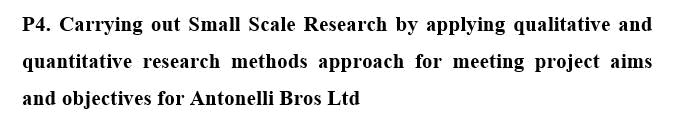 P4. Carrying out Small Scale Research by applying qualitative and
quantitative research methods approach for meeting project aims
and objectives for Antonelli Bros Ltd